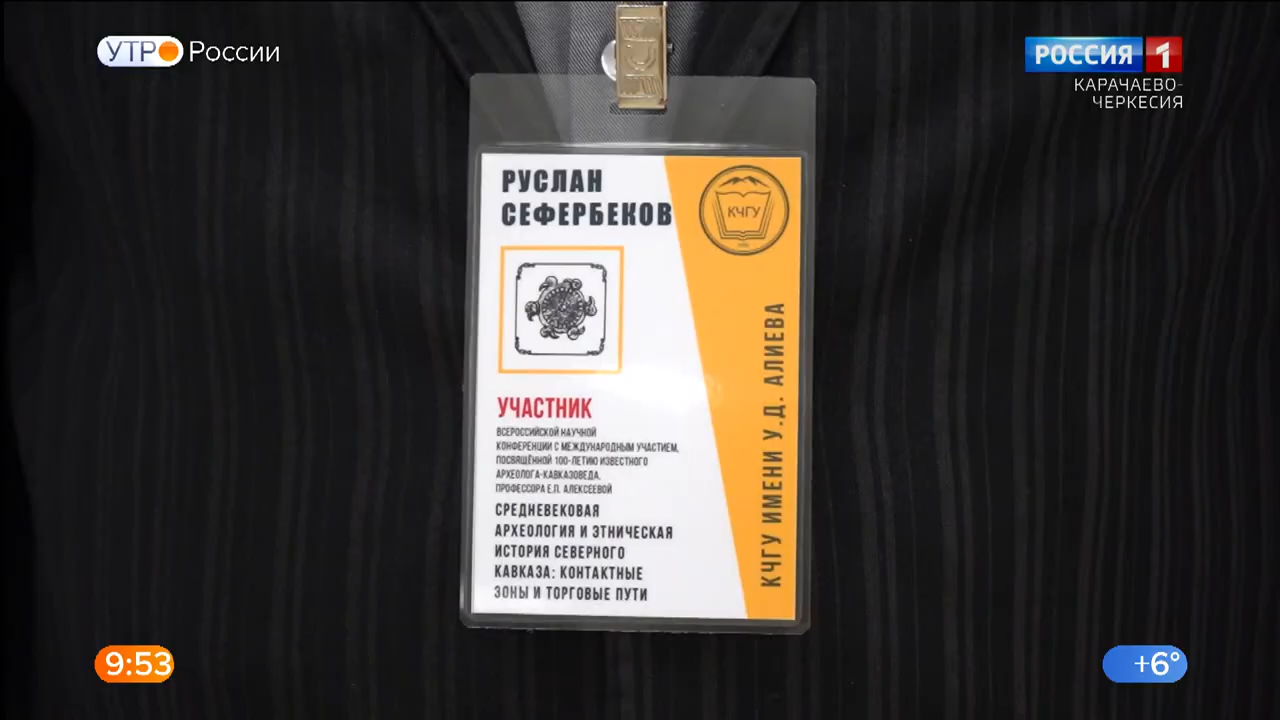 УТРО России
РОССИЯ 1
КАРАЧАЕВО-
ЧЕРКЕСИЯ
РУСЛАН
СЕФЕРБЕКОВ
КЧГУ
УЧАСТНИК
ВСЕРОССИЙСКОЙ НАУЧНОЙ
КОНФЕРЕНЦИИ С МЕЖДУНАРОДНЫМ УЧАСТИЕМ,
ПОСВЯЩЁННОЙ 100-ЛЕТИЮ ИЗВЕСТНОГО
АРХЕОЛОГА-КАВКАЗОВЕДА,
ПРОФЕССОРА Е.П. АЛЕКСЕЕВОЙ
СРЕДНЕВЕКОВАЯ
АРХЕОЛОГИЯ И ЭТНИЧЕСКАЯ
ИСТОРИЯ СЕВЕРНОГО
КАВКАЗА: КОНТАКТНЫЕ
ЗОНЫ И ТОРГОВЫЕ ПУТИ
КЧГУ ИМЕНИ У.Д. АЛИЕВА
9:53
+6°